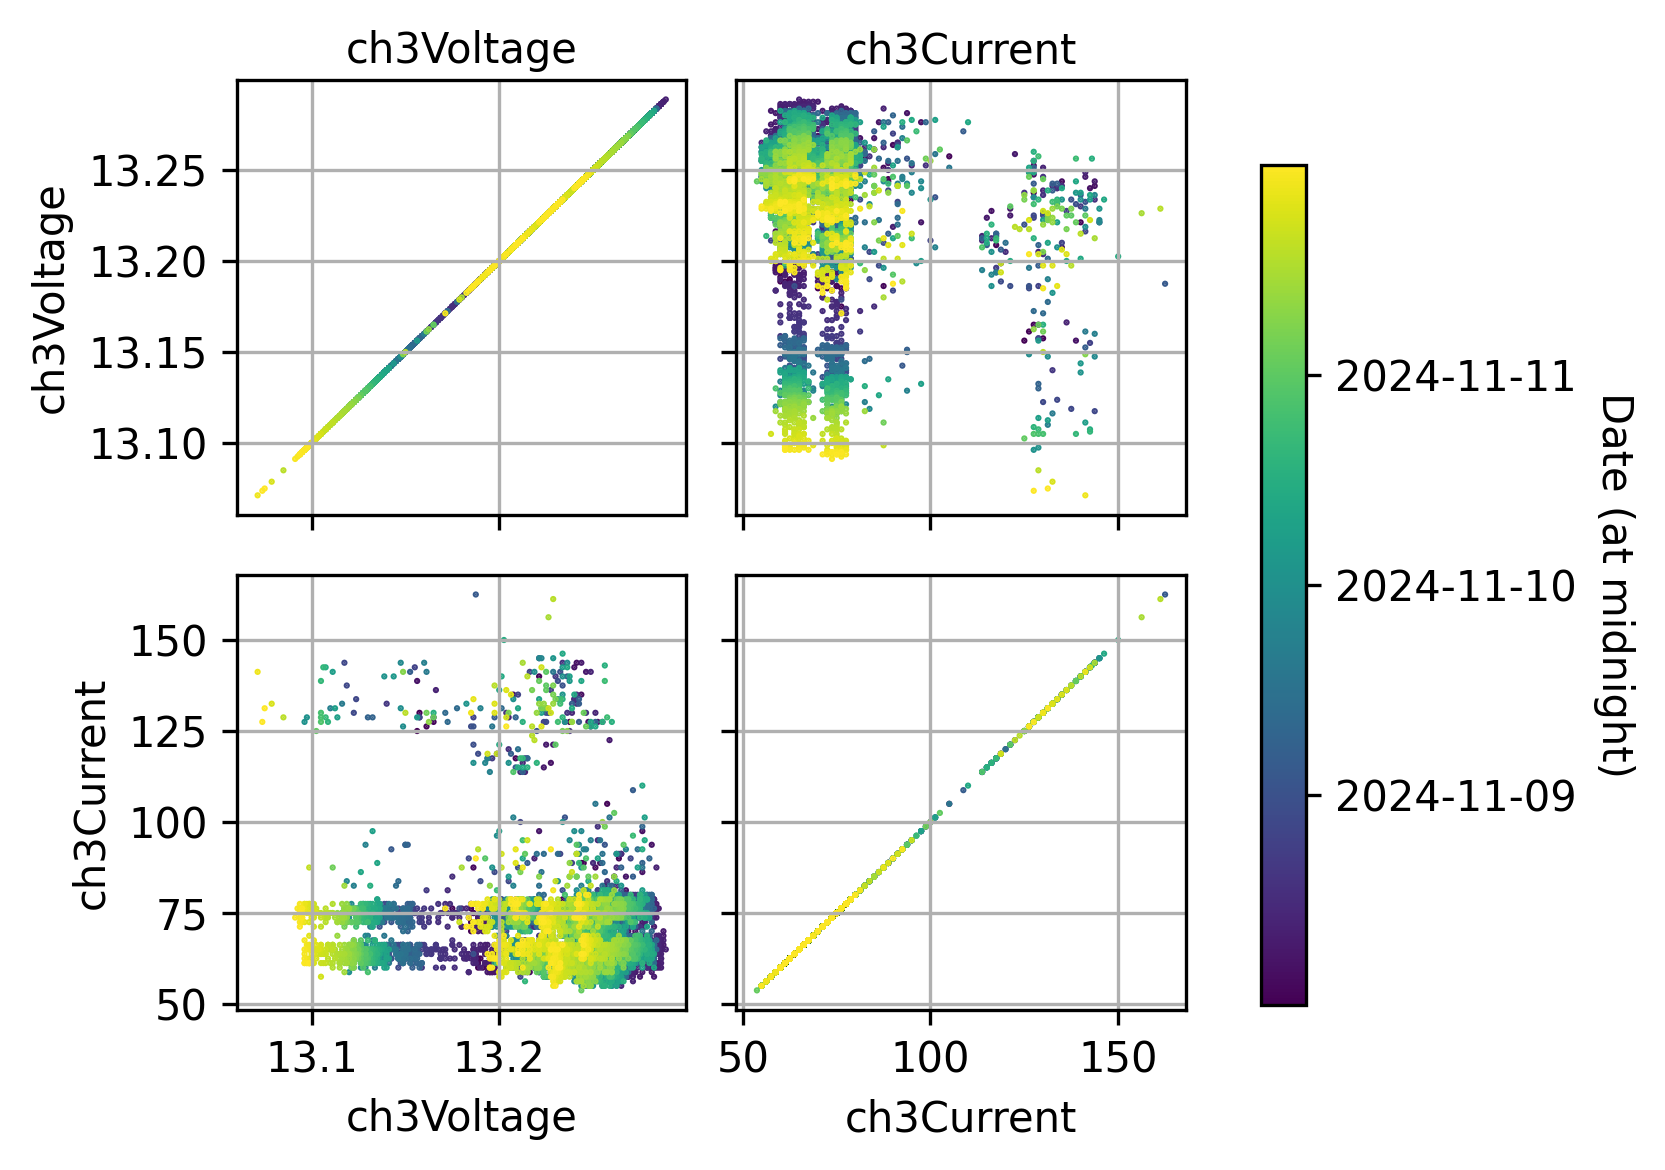 ch3Voltage
ch3Current
ch3Voltage
13.25
13.20
13.15
13.10
ch3Current
150
125
100
75
50
13.1
13.2
50
100
150
ch3Voltage
ch3Current
2024-11-11
2024-11-10
2024-11-09
Date (at midnight)